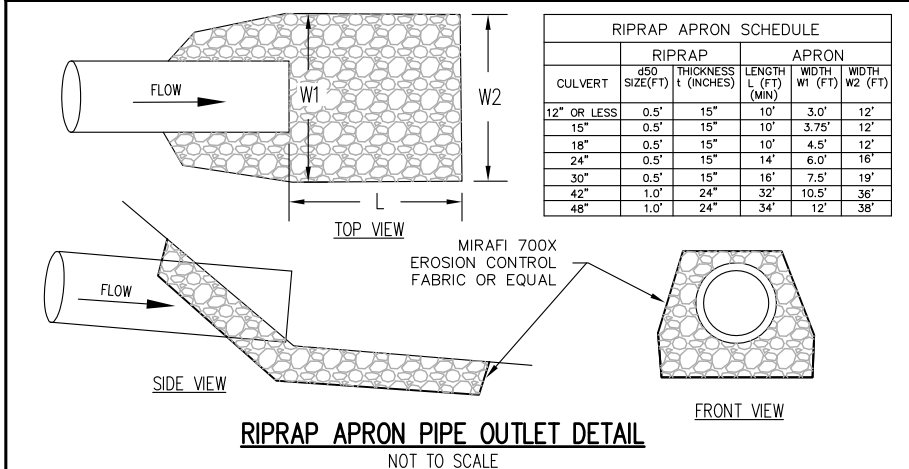 FLOW
W1
W2
L
TOP VIEW
RIPRAP APRON SCHEDULE
RIPRAP APRON
CULVERT d50 SIZE(FT) THICKNESS t (INCHES) LENGTH L (FT) (MIN) WIDTH W1 (FT) WIDTH W2 (FT)
12" OR LESS 0.5' 15" 10' 3.0' 12'
15" 0.5' 15" 10' 3.75' 12'
18" 0.5' 15" 10' 4.5' 12'
24" 0.5' 15" 14' 6.0' 16'
30" 0.5' 15" 16' 7.5' 19'
42" 1.0' 24" 32' 10.5' 36'
48" 1.0' 24" 34' 12' 38'
MIRAFI 700X
EROSION CONTROL
FABRIC OR EQUAL
FLOW
SIDE VIEW
FRONT VIEW
RIPRAP APRON PIPE OUTLET DETAIL
NOT TO SCALE